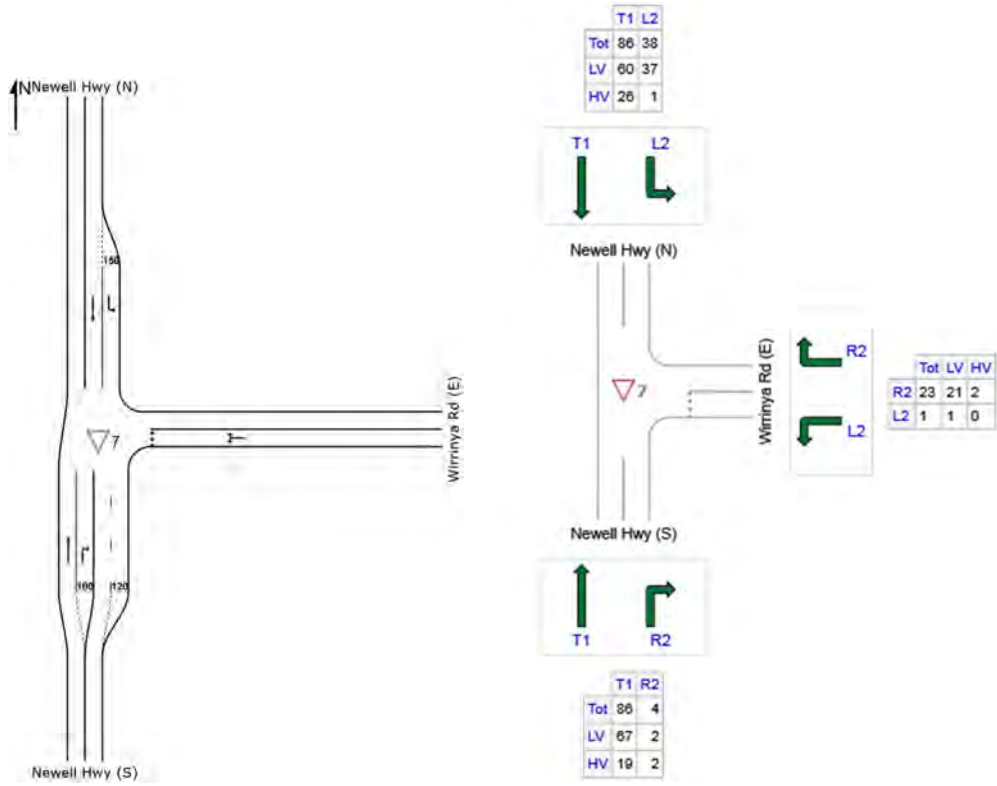 N
Newell Hwy (N)
150
7
Wirrinya Rd (E)
100
120
Newell Hwy (S)
T1 L2
Tot 86 38
LV 60 37
HV 26 1
T1 L2
Newell Hwy (N)
7
Wirrinya Rd (E)
R2
L2
Tot LV HV
R2 23 21 2
L2 1 1 0
Newell Hwy (S)
T1 R2
T1 R2
Tot 86 4
LV 67 2
HV 19 2